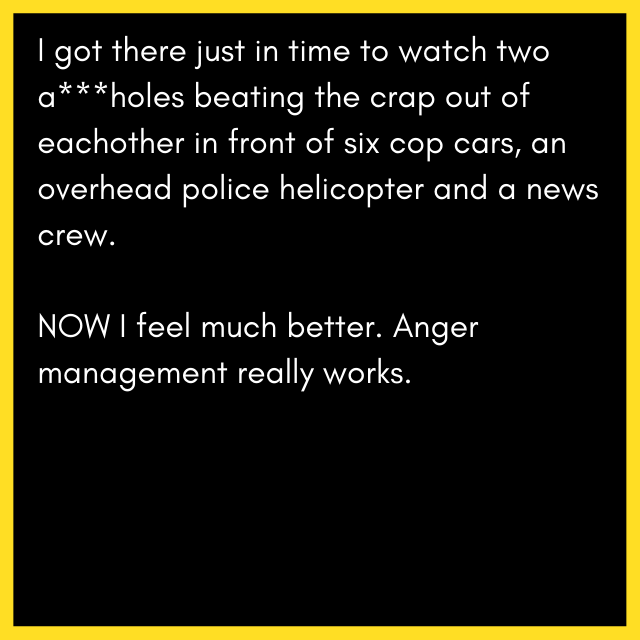 I got there just in time to watch two
a***holes beating the crap out of
eachother in front of six cop cars, an
overhead police helicopter and a news
crew.
NOW I feel much better. Anger
management really works.